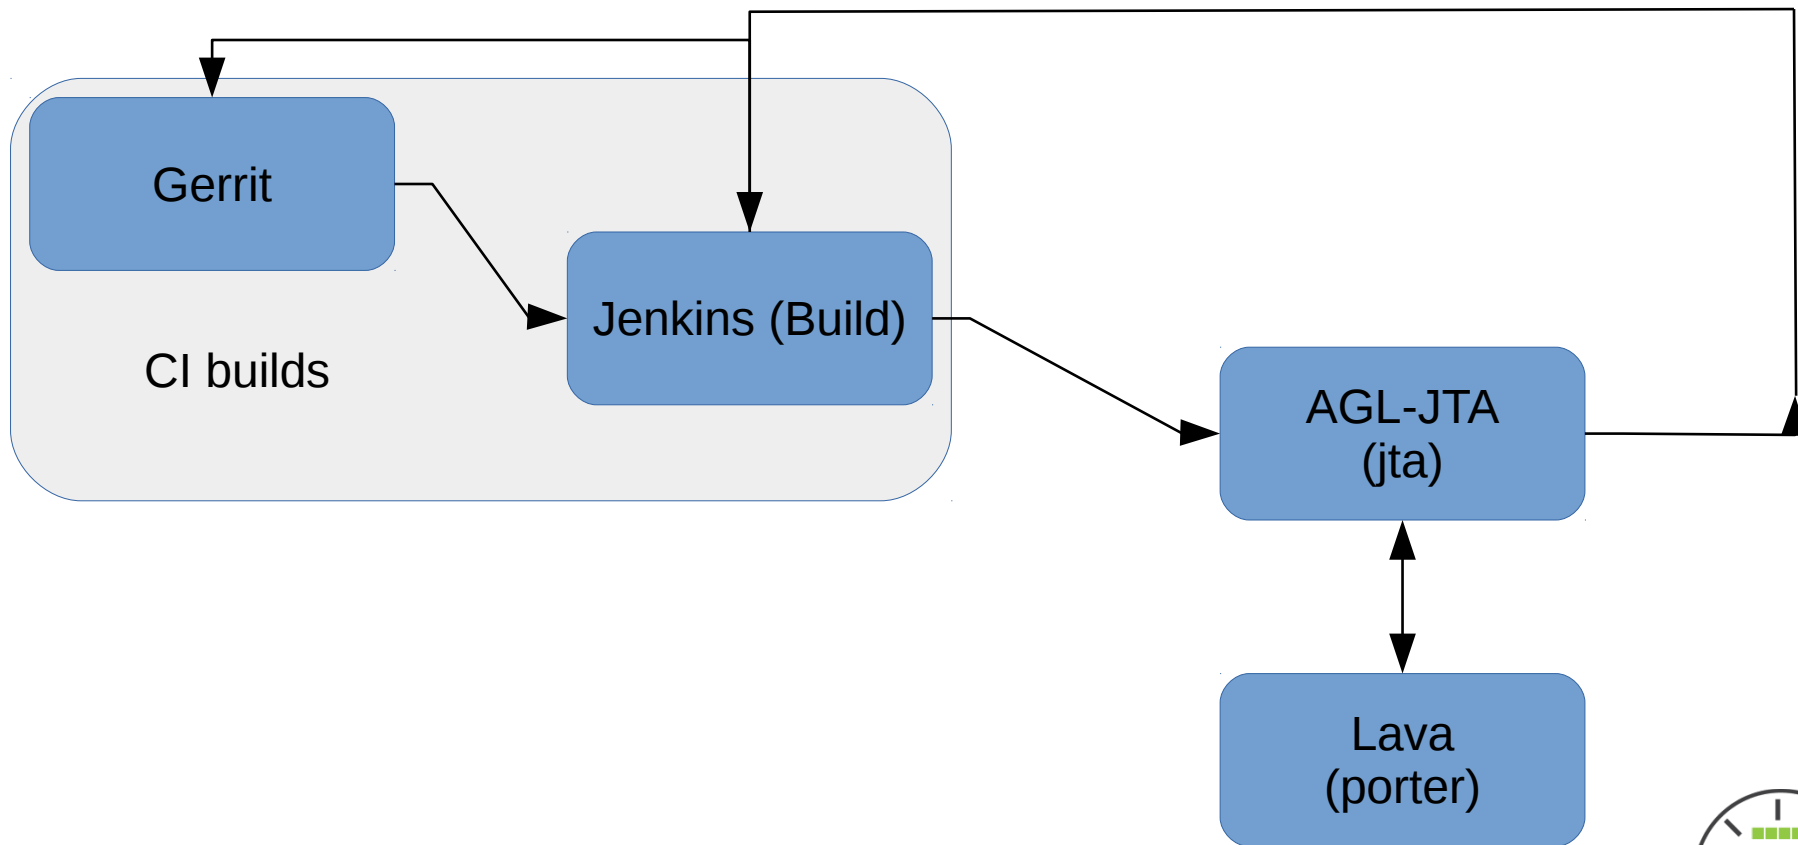 Gerrit
Jenkins (Build)
CI builds
AGL-JTA
(jta)
Lava
(porter)